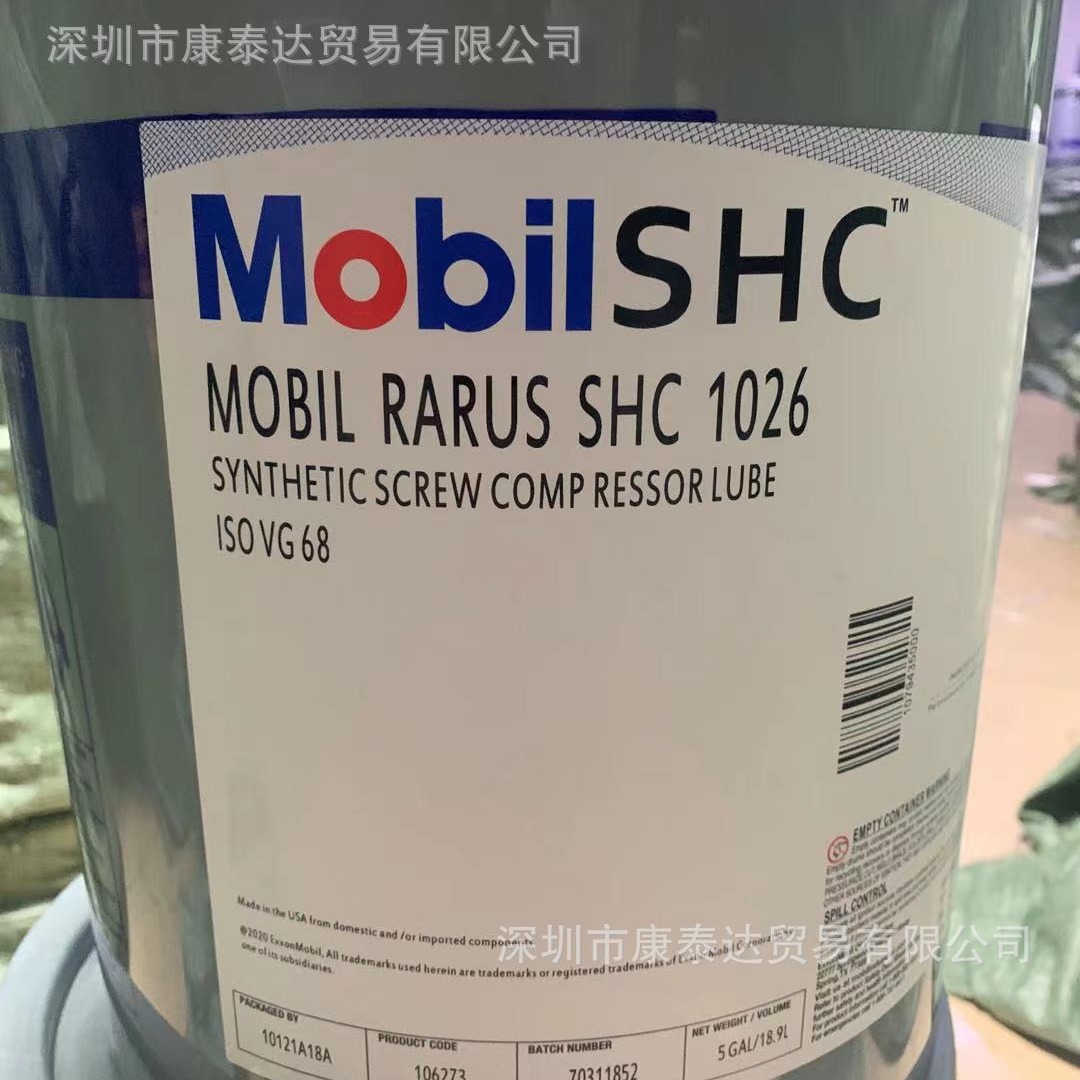 深圳市康泰达贸易有限公司
MobilSHC™
MOBIL RARUS SHC 1026
SYNTHETIC SCREW COMP RESSOR LUBE
ISO VG 68
1079435000
EMPTY CONTAINER WARNING
SPILL CONTROL
Made in the USA from domestic and /or imported components.
©2020 ExxonMobil, All trademarks used herein are trademarks or registered trademarks of Exxon Mobil Corporation
one of its subsidiaries.
深圳市康泰达贸易有限公司
PACKAGED BY
10121A18A
PRODUCT CODE
106273
BATCH NUMBER
70311852
NET WEIGHT / VOLUME
5 GAL/18.9L